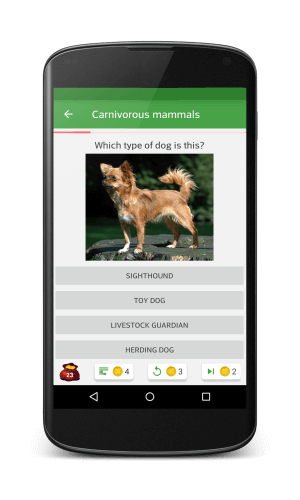 Carnivorous mammals
Which type of dog is this?
SIGHTHOUND
TOY DOG
LIVESTOCK GUARDIAN
HERDING DOG
23
4
3
2